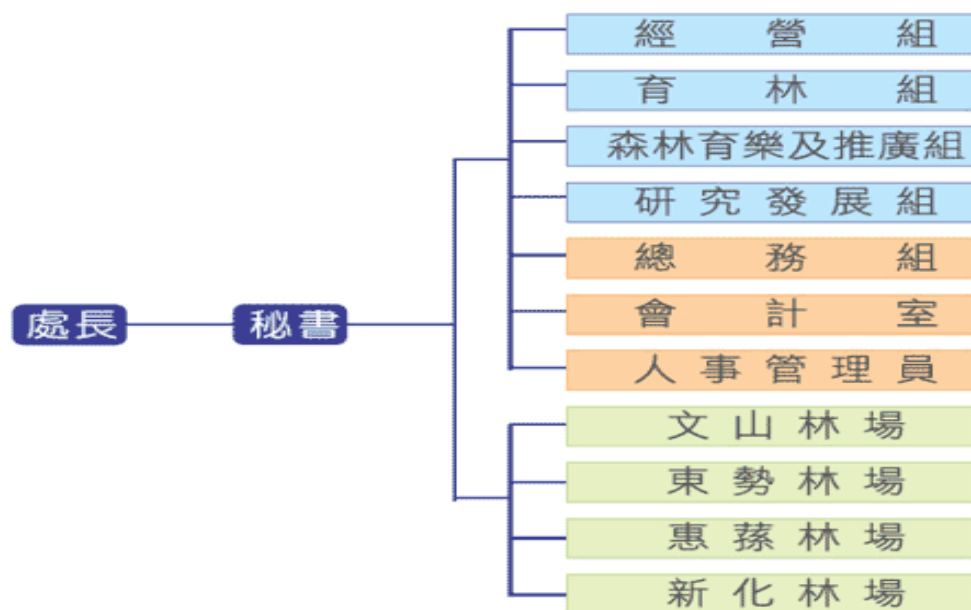 處長
秘書
經營組
育林組
森林育樂及推廣組
研究發展組
總務組
會計室
人事管理員
文山林場
東勢林場
惠蓀林場
新化林場